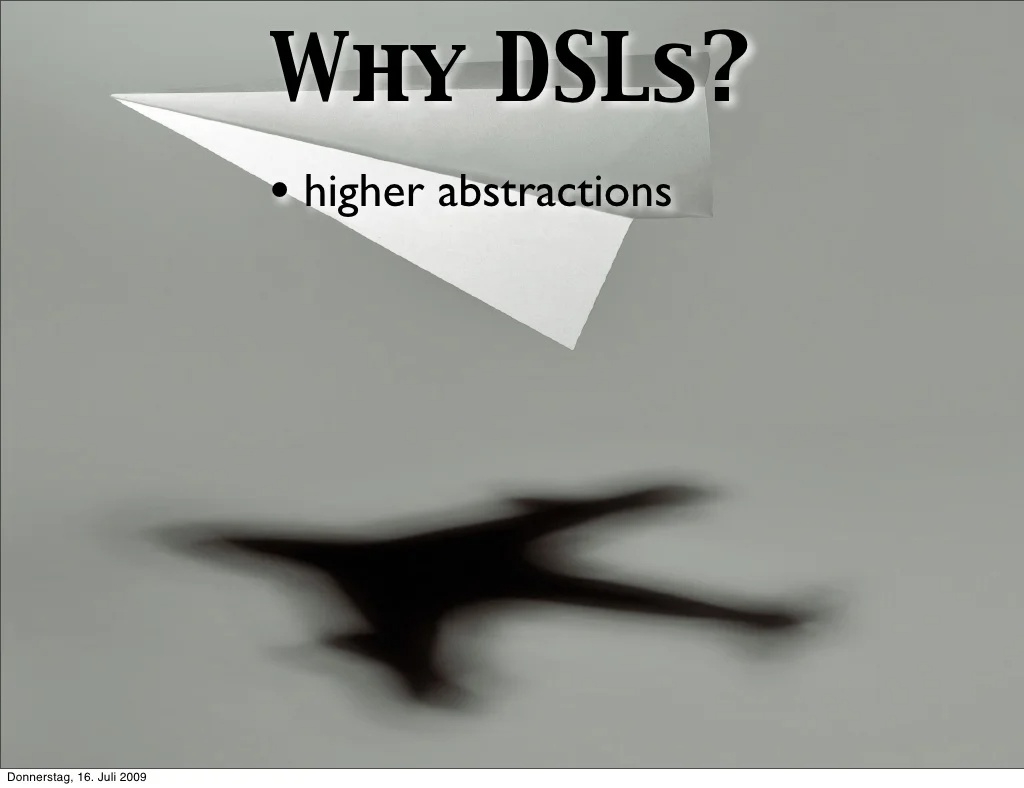 Why DSLs?
• higher abstractions
Donnerstag, 16. Juli 2009